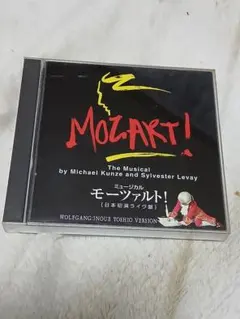 MOZART!
The Musical
by Michael Kunze and Sylvester Levay
ミュージカル
モーツァルト!
(日本初演ライヴ盤)
WOLFGANG:INOUE YOSHIO VERSION